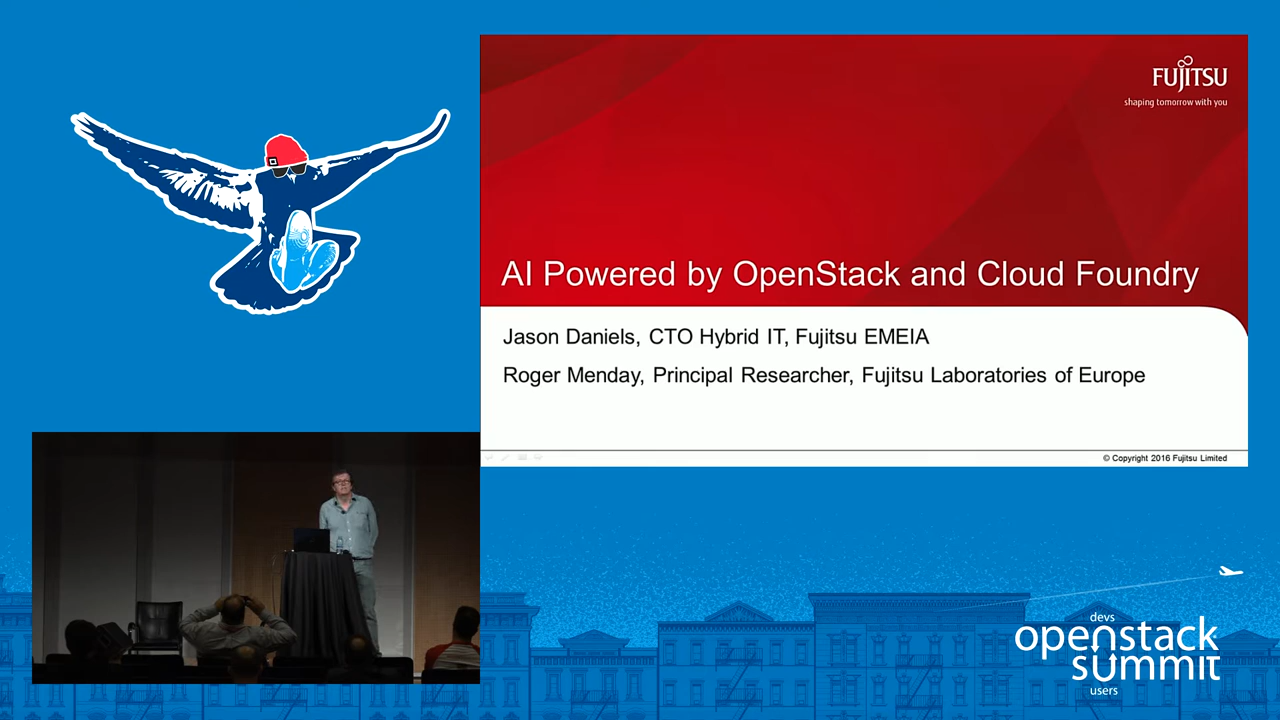 FUJITSU
shaping tomorrow with you
AI Powered by OpenStack and Cloud Foundry
Jason Daniels, CTO Hybrid IT, Fujitsu EMEIA
Roger Menday, Principal Researcher, Fujitsu Laboratories of Europe
© Copyright 2016 Fujitsu Limited
devs
openstack
summit
users